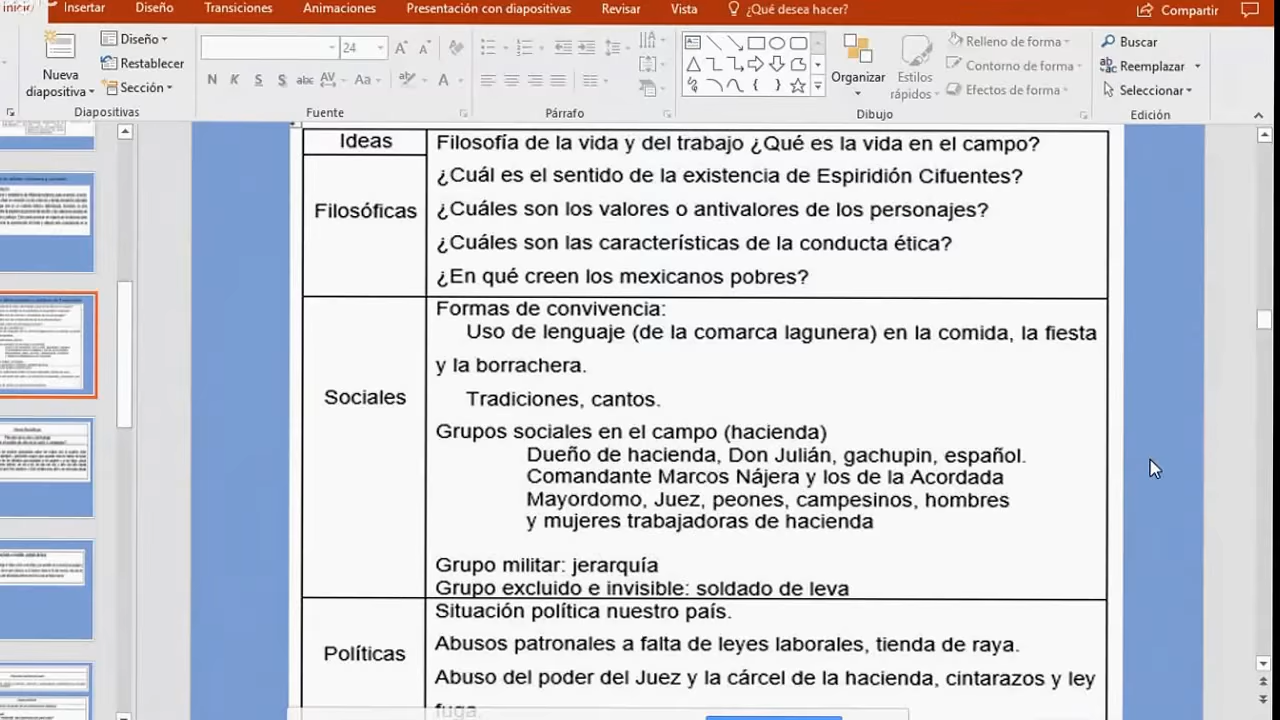 Inicio Insertar Diseño Transiciones Animaciones Presentación con diapositivas Revisar Vista ¿Qué desea hacer? Compartir
Nueva diapositiva
Diseño
Restablecer
Sección
24
N K S S abc AV Aa A
Organizar
Estilos rápidos
Relleno de forma
Contorno de forma
Efectos de forma
Buscar
Reemplazar
Seleccionar
Diapositivas Fuente Párrafo Dibujo Edición
Ideas
Filosóficas
Filosofía de la vida y del trabajo ¿Qué es la vida en el campo?
¿Cuál es el sentido de la existencia de Espiridión Cifuentes?
¿Cuáles son los valores o antivalores de los personajes?
¿Cuáles son las características de la conducta ética?
¿En qué creen los mexicanos pobres?
Sociales
Formas de convivencia:
Uso de lenguaje (de la comarca lagunera) en la comida, la fiesta
y la borrachera.
Tradiciones, cantos.
Grupos sociales en el campo (hacienda)
Dueño de hacienda, Don Julián, gachupin, español.
Comandante Marcos Nájera y los de la Acordada
Mayordomo, Juez, peones, campesinos, hombres
y mujeres trabajadoras de hacienda
Grupo militar: jerarquía
Grupo excluido e invisible: soldado de leva
Políticas
Situación política nuestro país.
Abusos patronales a falta de leyes laborales, tienda de raya.
Abuso del poder del Juez y la cárcel de la hacienda, cintarazos y ley
fuga.